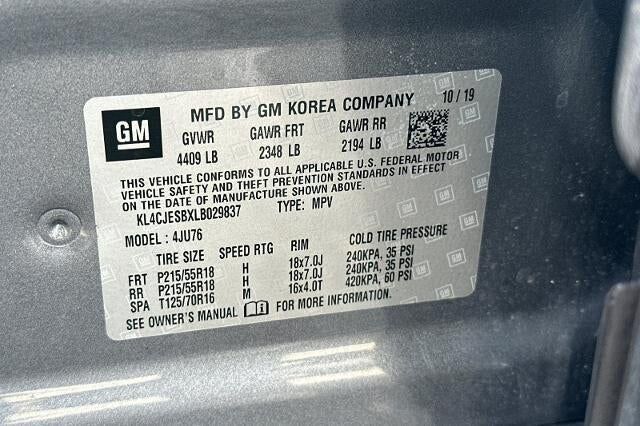 GM
MFD BY GM KOREA COMPANY 10/19
GVWR GAWR FRT GAWR RR
4409 LB 2348 LB 2194 LB
THIS VEHICLE CONFORMS TO ALL APPLICABLE U.S. FEDERAL MOTOR
VEHICLE SAFETY AND THEFT PREVENTION STANDARDS IN EFFECT
ON THE DATE OF MANUFACTURE SHOWN ABOVE.
KL4CJESBXLB029837 TYPE: MPV
MODEL: 4JU76
TIRE SIZE SPEED RTG RIM COLD TIRE PRESSURE
FRT P215/55R18 H 18x7.0J 240KPA, 35 PSI
RR P215/55R18 H 18x7.0J 240KPA, 35 PSI
SPA T125/70R16 M 16x4.0T 420KPA, 60 PSI
SEE OWNER'S MANUAL FOR MORE INFORMATION.